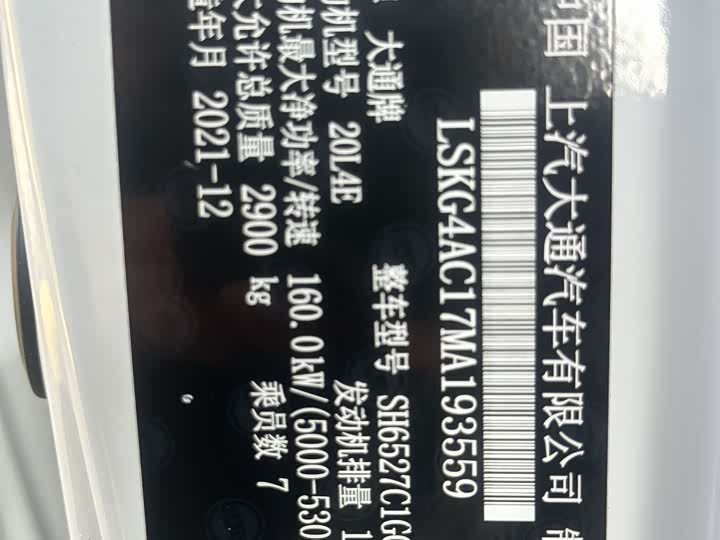 中国 上汽大通汽车有限公司 制
LSKG4AC17MA193559
大通牌 整车型号 SH6527C1G
机型号 20L4E 发动机排量 1
机最大净功率/转速 160.0kW/(5000-530
允许总质量 2900 kg 乘员数 7
年月 2021-12